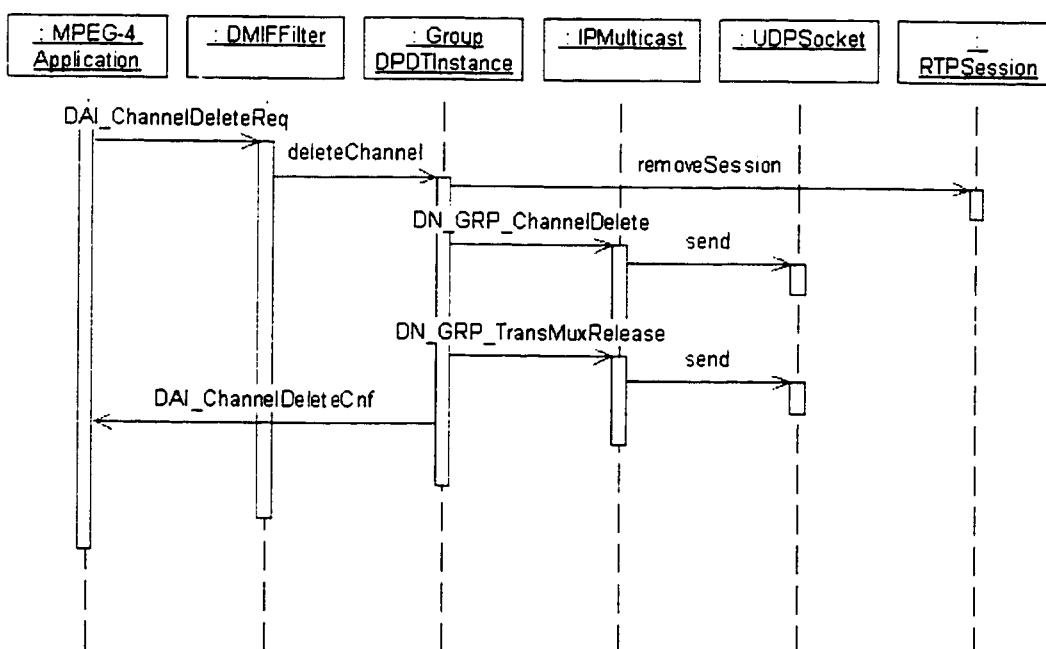 : MPEG-4
Application
: DMIFFilter
: Group
DPDTInstance
: IPMulticast
: UDPSocket
:
RTPSession
DAI_ChannelDeleteReq
deleteChannel
removeSession
DN_GRP_ChannelDelete
send
DN_GRP_TransMuxRelease
send
DAI_ChannelDeleteCnf